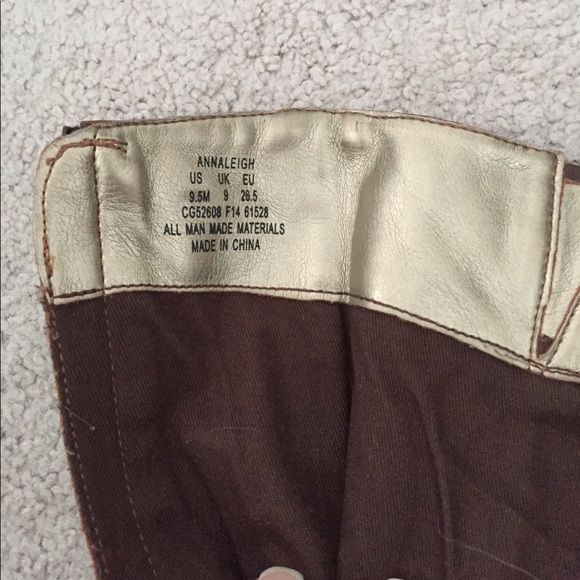 ANNALEIGH
US UK EU
9.5M 9 26.5
CG52608 F14 61528
ALL MAN MADE MATERIALS
MADE IN CHINA